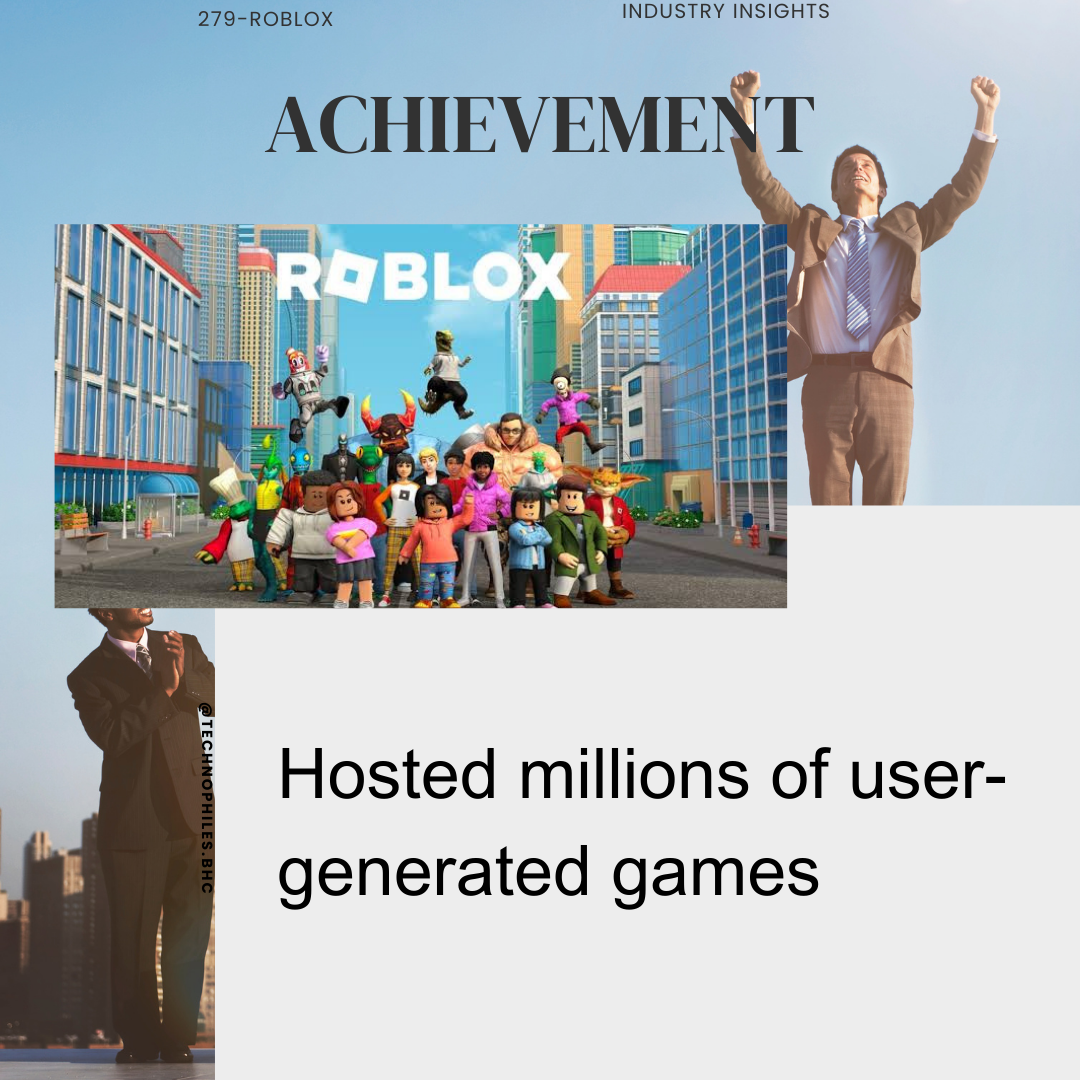 279-ROBLOX
INDUSTRY INSIGHTS
ACHIEVEMENT
ROBLOX
@TECHNOPHILES.BHC
Hosted millions of user-
generated games